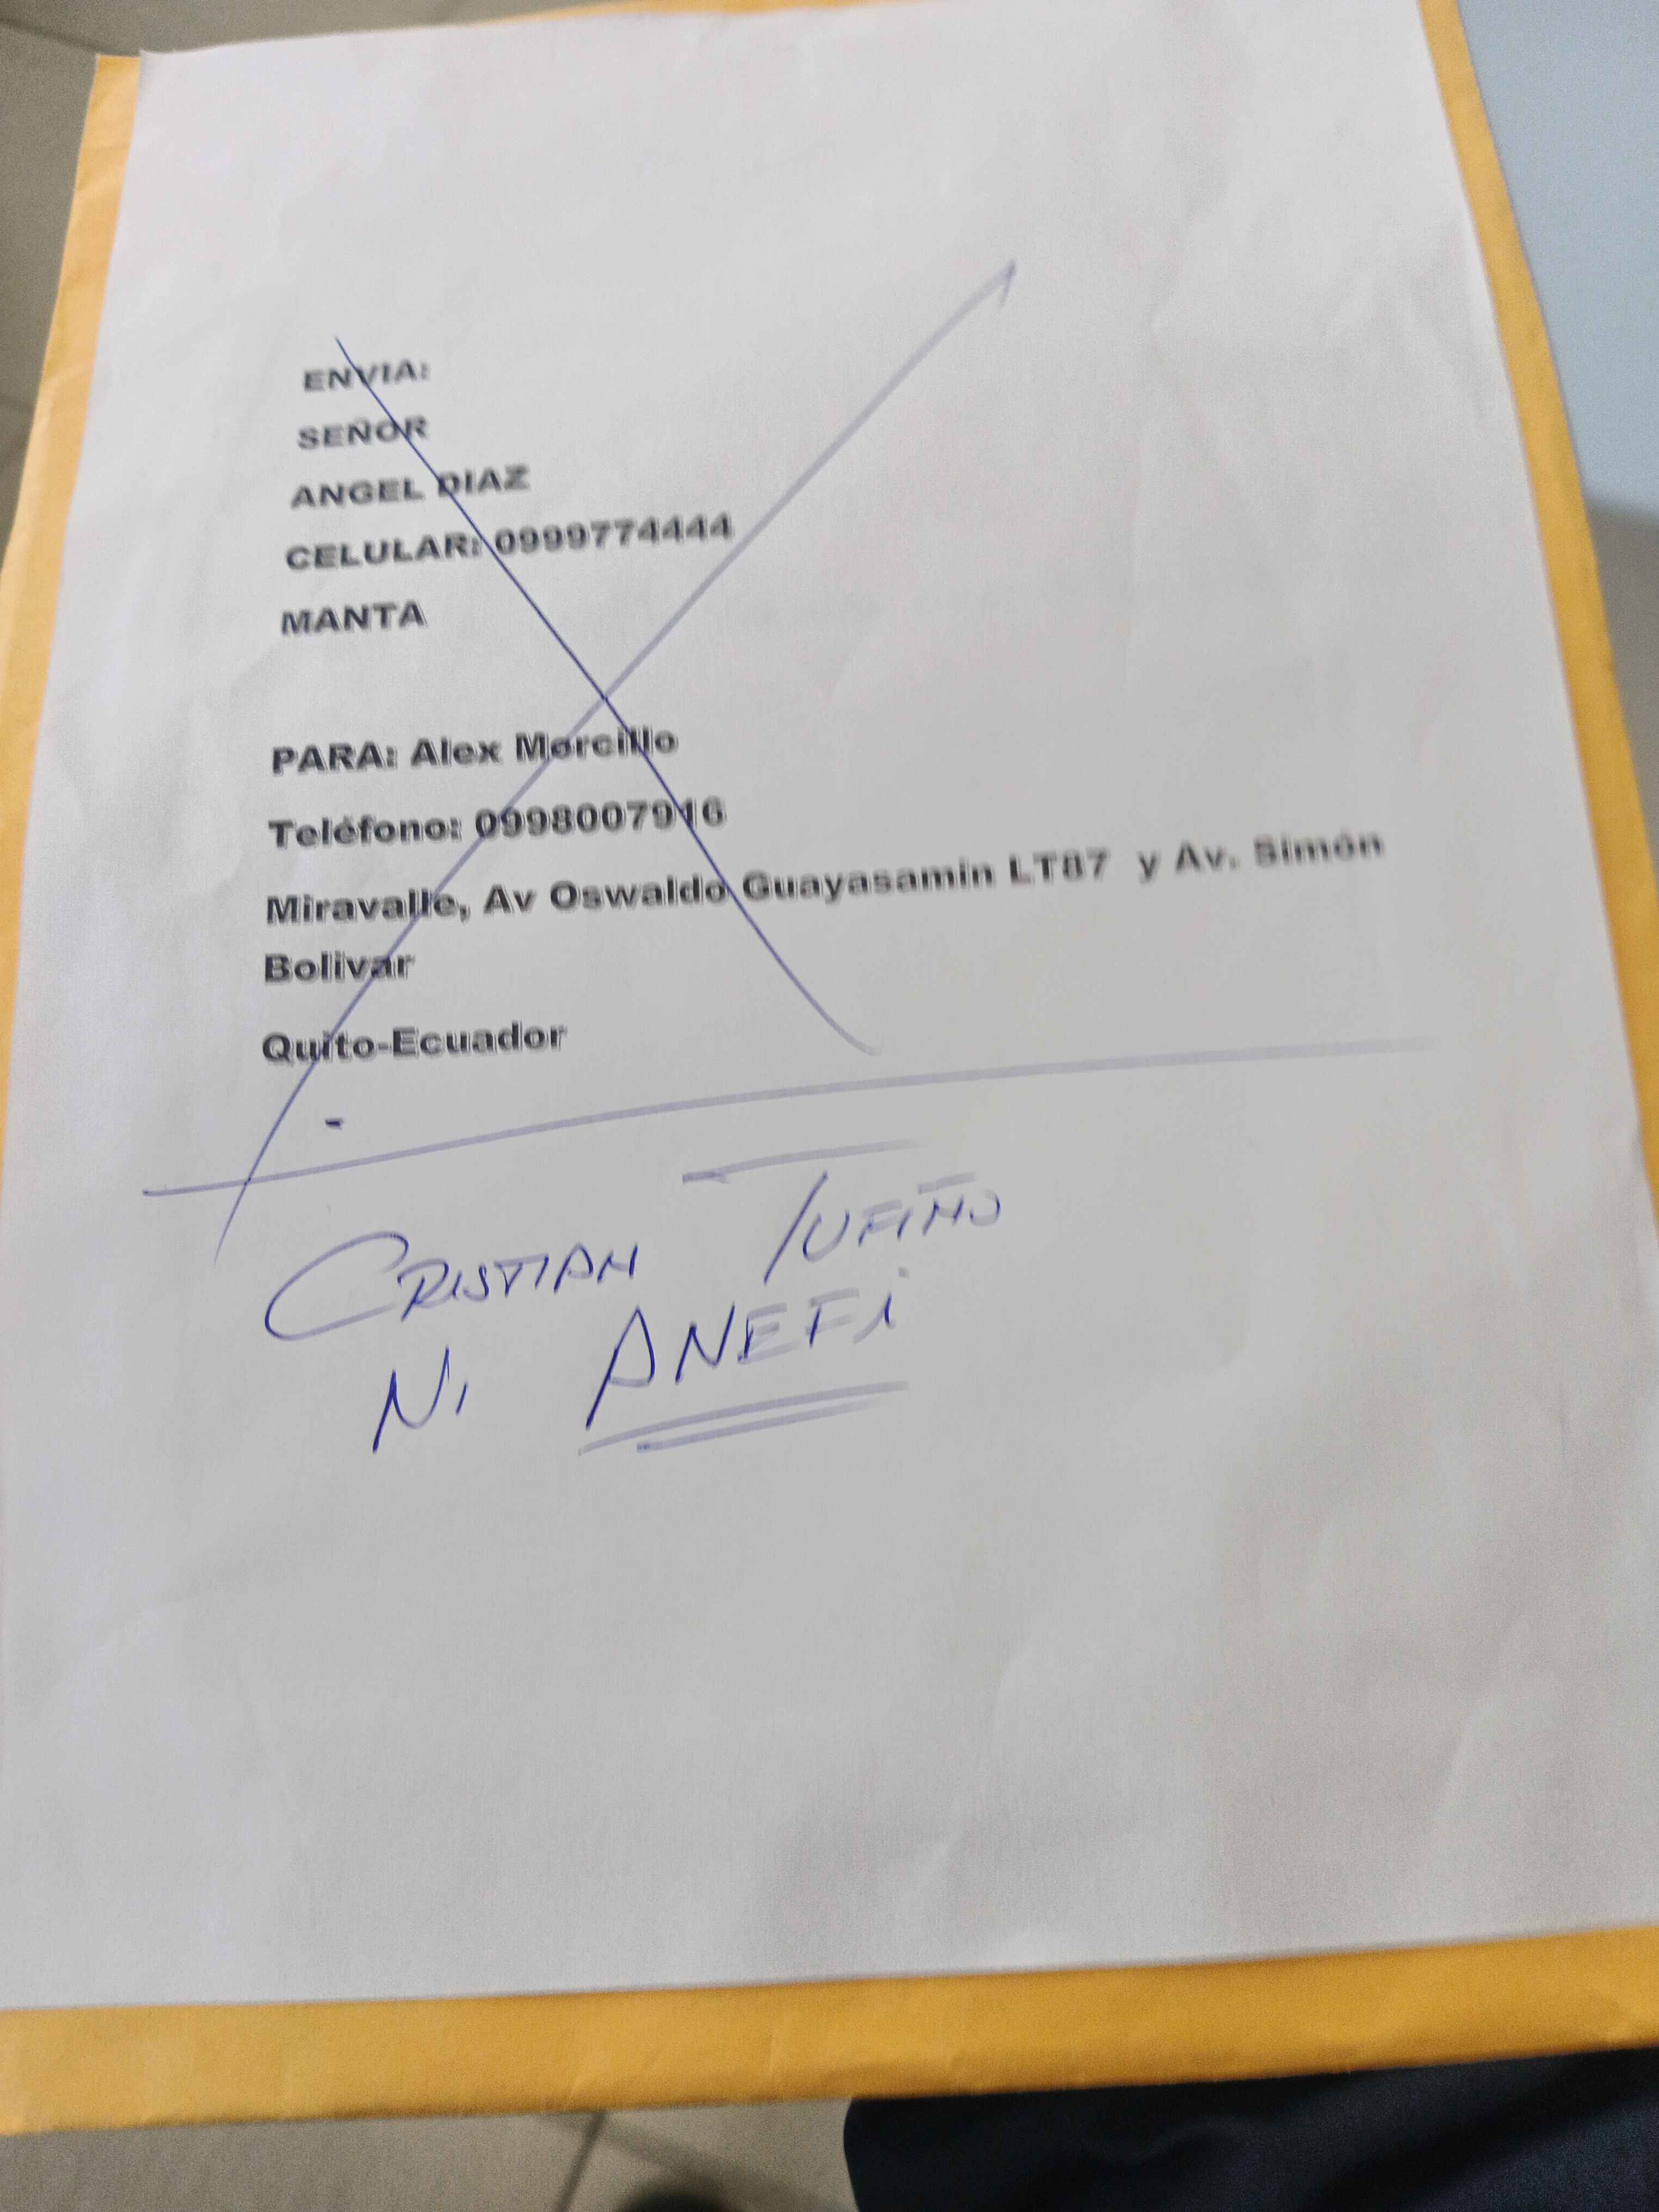 ENVIA:
SEÑOR
ANGEL DIAZ
CELULAR: 0999774444
MANTA
PARA: Alex Morcillo
Teléfono: 0998007916
Miravalle, Av Oswaldo Guayasamin LT87 y Av. Simón
Bolivar
Quito-Ecuador
-
CRISTIAN TUFIÑO
N, ANEFi